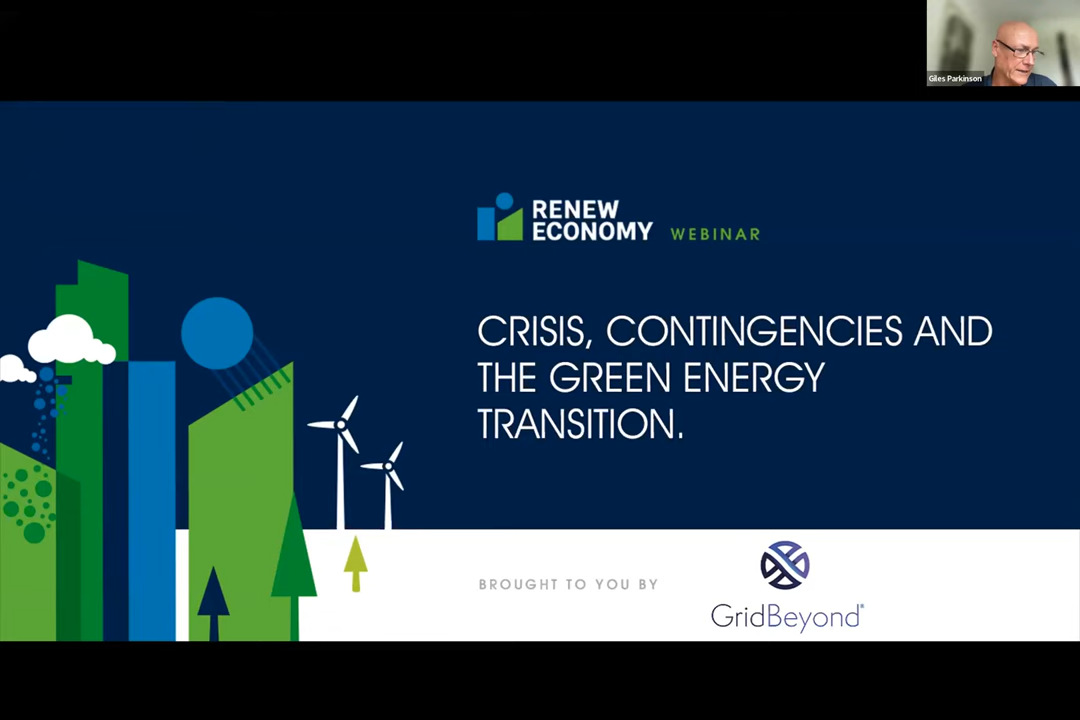 Giles Parkinson
RENEW
ECONOMY WEBINAR
CRISIS, CONTINGENCIES AND
THE GREEN ENERGY
TRANSITION.
BROUGHT TO YOU BY
GridBeyond®